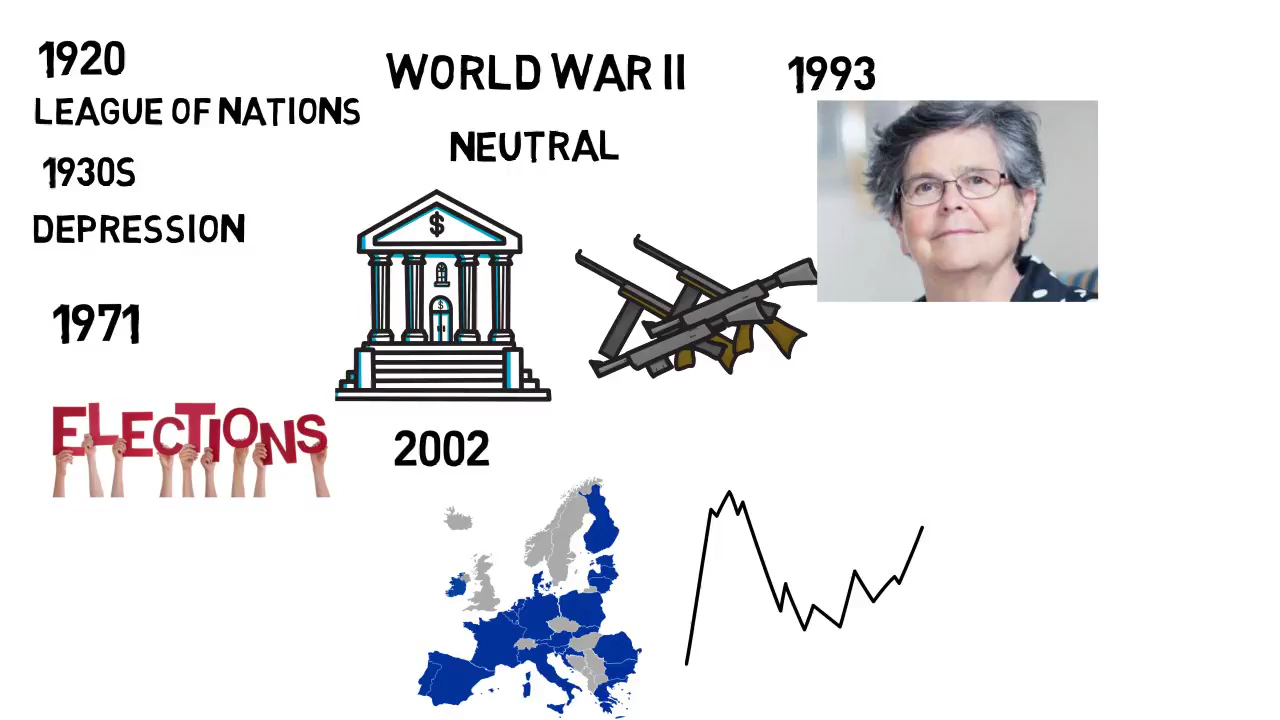 1920
LEAGUE OF NATIONS
1930S
DEPRESSION
1971
ELECTIONS
WORLD WAR II
NEUTRAL
$
$
2002
1993